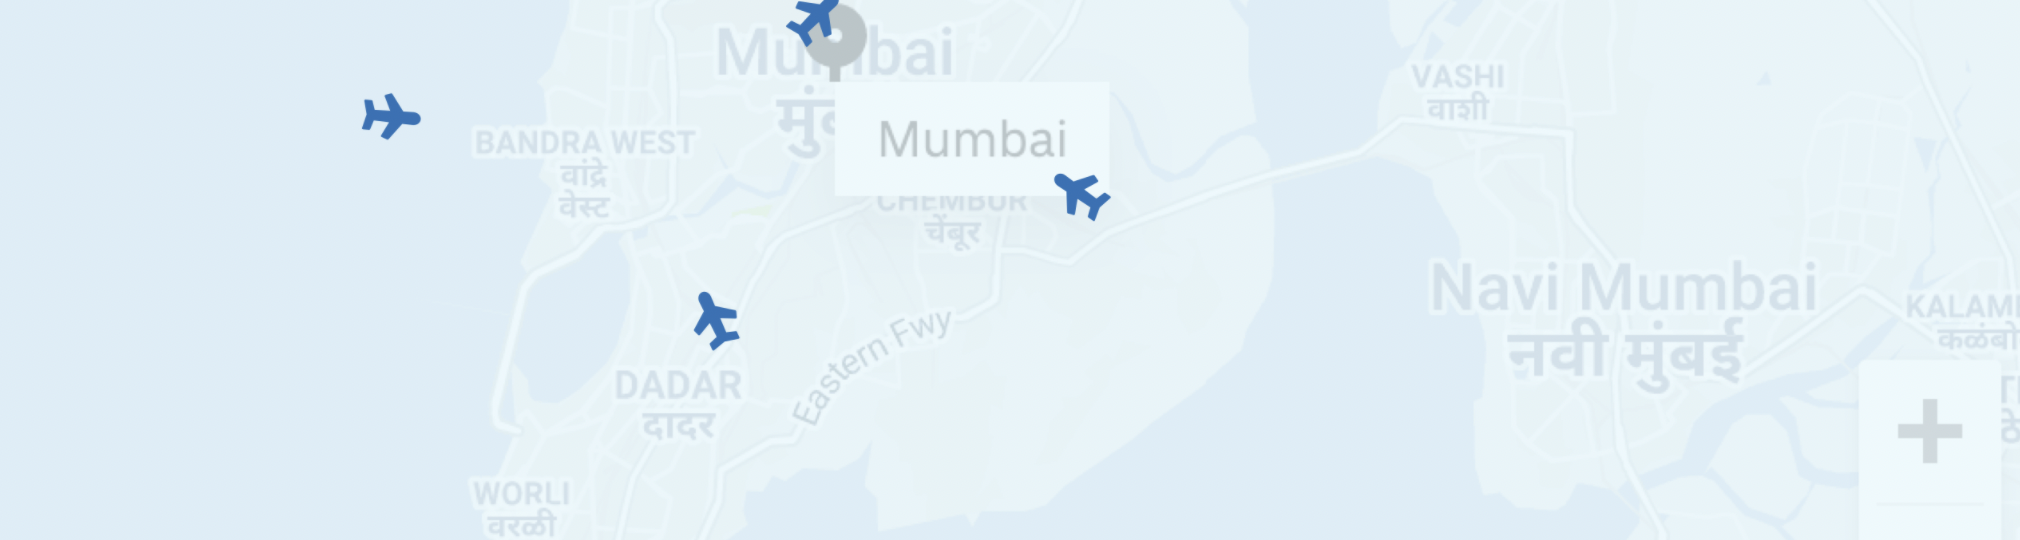 Mumbai
Mumbai
VASHI
वाशी
BANDRA WEST
वांद्रे
वेस्ट
CHEMBUR
चेंबूर
Navi Mumbai
नवी मुंबई
Eastern Fwy
DADAR
दादर
WORLI
वरळी
+